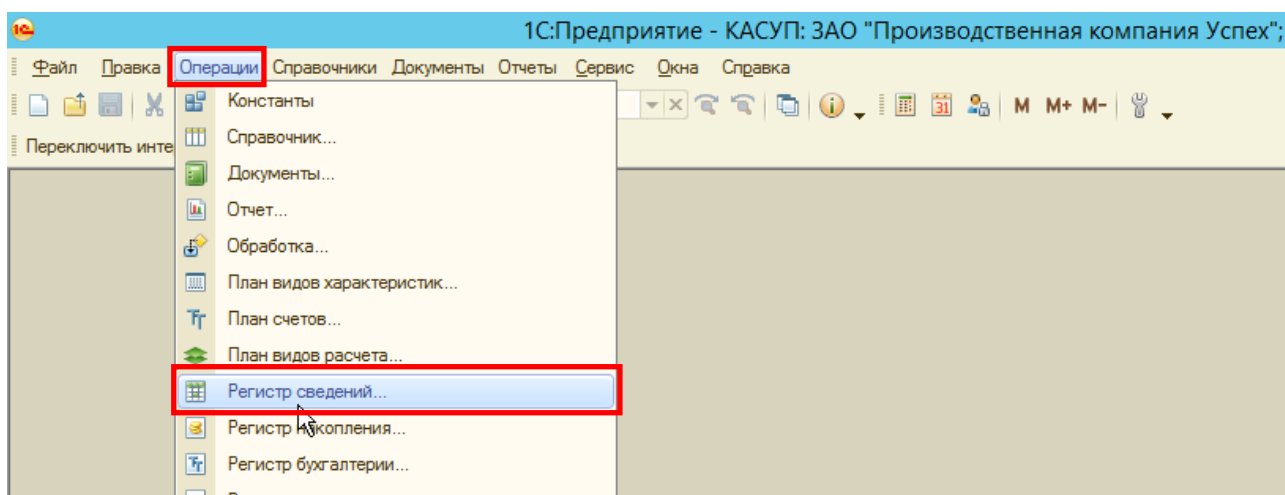 1С:Предприятие - КАСУП: ЗАО "Производственная компания Успех";
Файл Правка Операции Справочники Документы Отчеты Сервис Окна Справка
M M+ M-
Переключить инте
Константы
Справочник...
Документы...
Отчет...
Обработка...
План видов характеристик...
План счетов...
План видов расчета...
Регистр сведений...
Регистр накопления...
Регистр бухгалтерии...